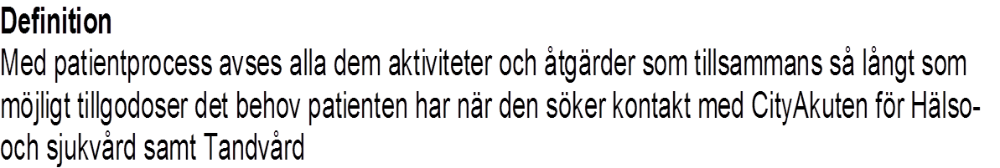 Definition
Med patientprocess avses alla dem aktiviteter och åtgärder som tillsammans så långt som
möjligt tillgodoser det behov patienten har när den söker kontakt med CityAkuten för Hälso-
och sjukvård samt Tandvård